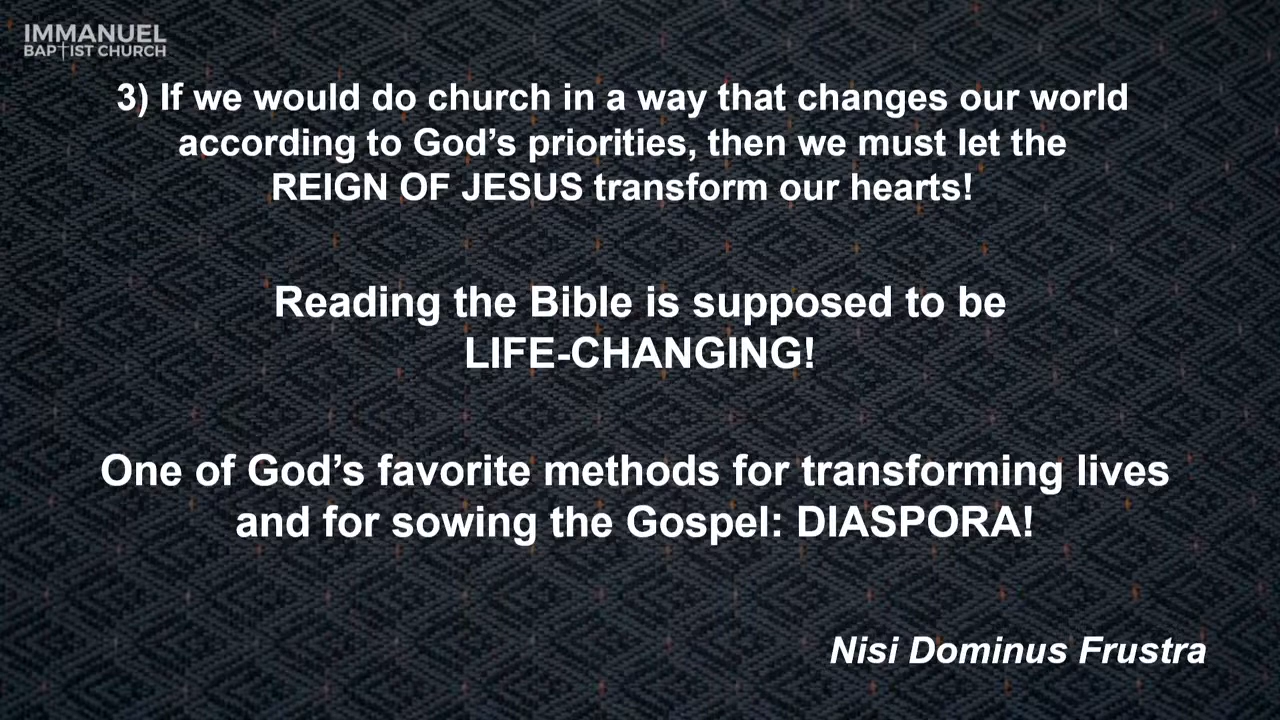 IMMANUEL
BAPTIST CHURCH
3) If we would do church in a way that changes our world
according to God’s priorities, then we must let the
REIGN OF JESUS transform our hearts!
Reading the Bible is supposed to be
LIFE-CHANGING!
One of God’s favorite methods for transforming lives
and for sowing the Gospel: DIASPORA!
Nisi Dominus Frustra